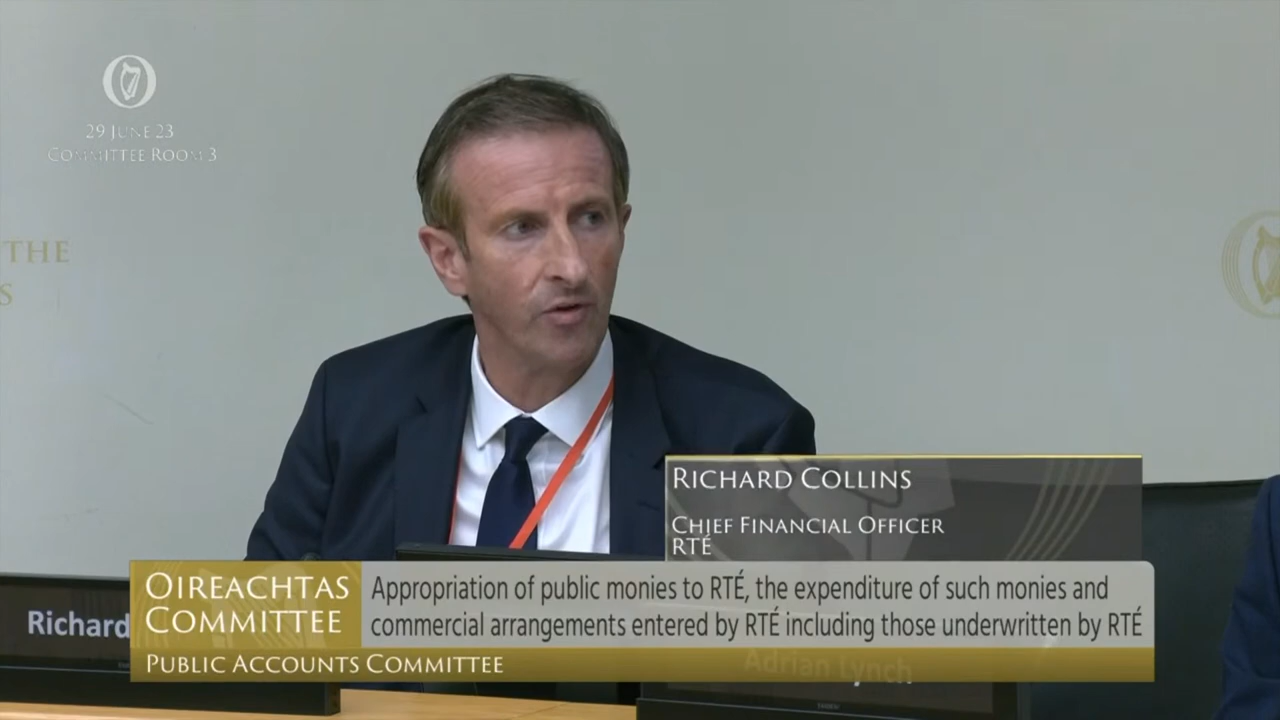 29 June 23
Committee Room 3
THE
S
Richard Collins
Chief Financial Officer
RTÉ
Oireachtas
Committee
Appropriation of public monies to RTÉ, the expenditure of such monies and
commercial arrangements entered by RTÉ including those underwritten by RTÉ
Public Accounts Committee
Richard
Adrian Lynch